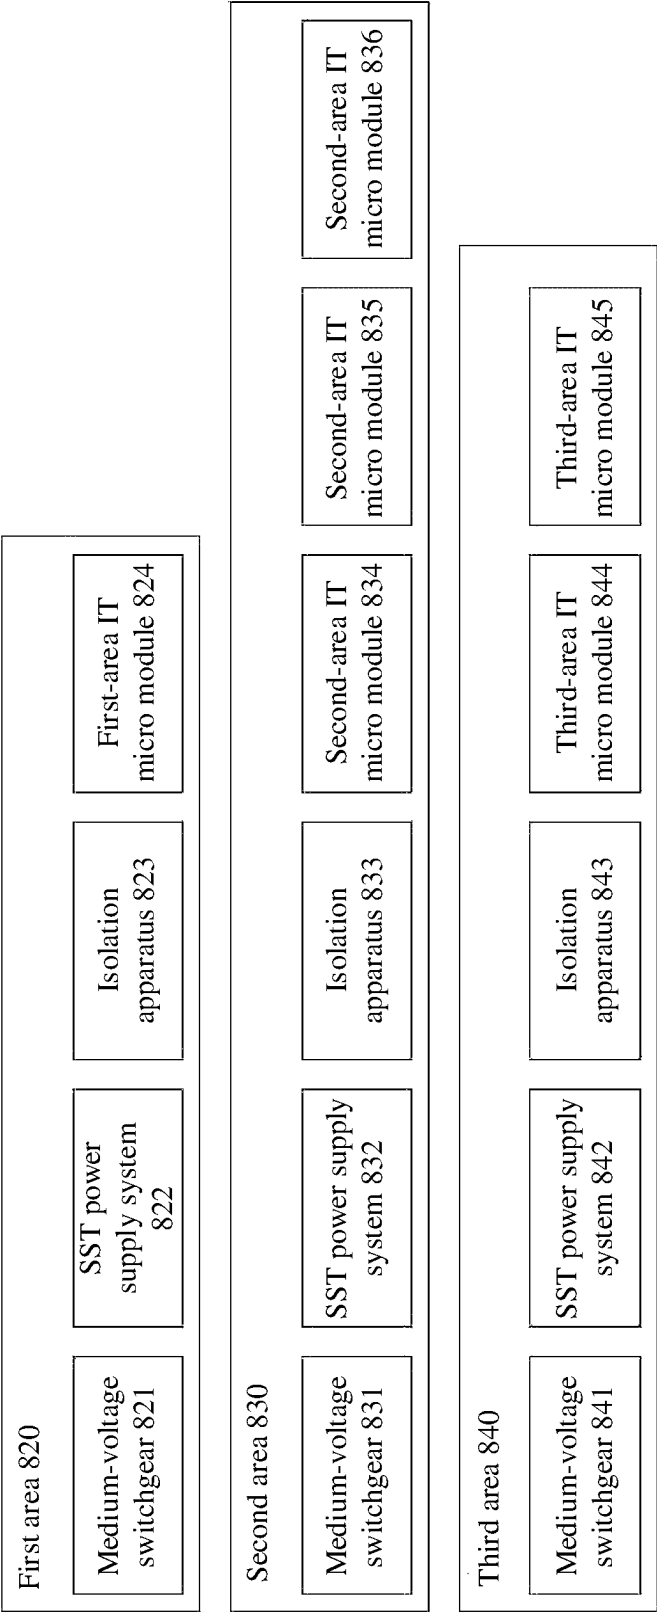 First area 820
Medium-voltage
switchgear 821
SST power
supply system
822
Isolation
apparatus 823
First-area IT
micro module 824
Second area 830
Medium-voltage
switchgear 831
SST power supply
system 832
Isolation
apparatus 833
Second-area IT
micro module 834
Second-area IT
micro module 835
Second-area IT
micro module 836
Third area 840
Medium-voltage
switchgear 841
SST power supply
system 842
Isolation
apparatus 843
Third-area IT
micro module 844
Third-area IT
micro module 845